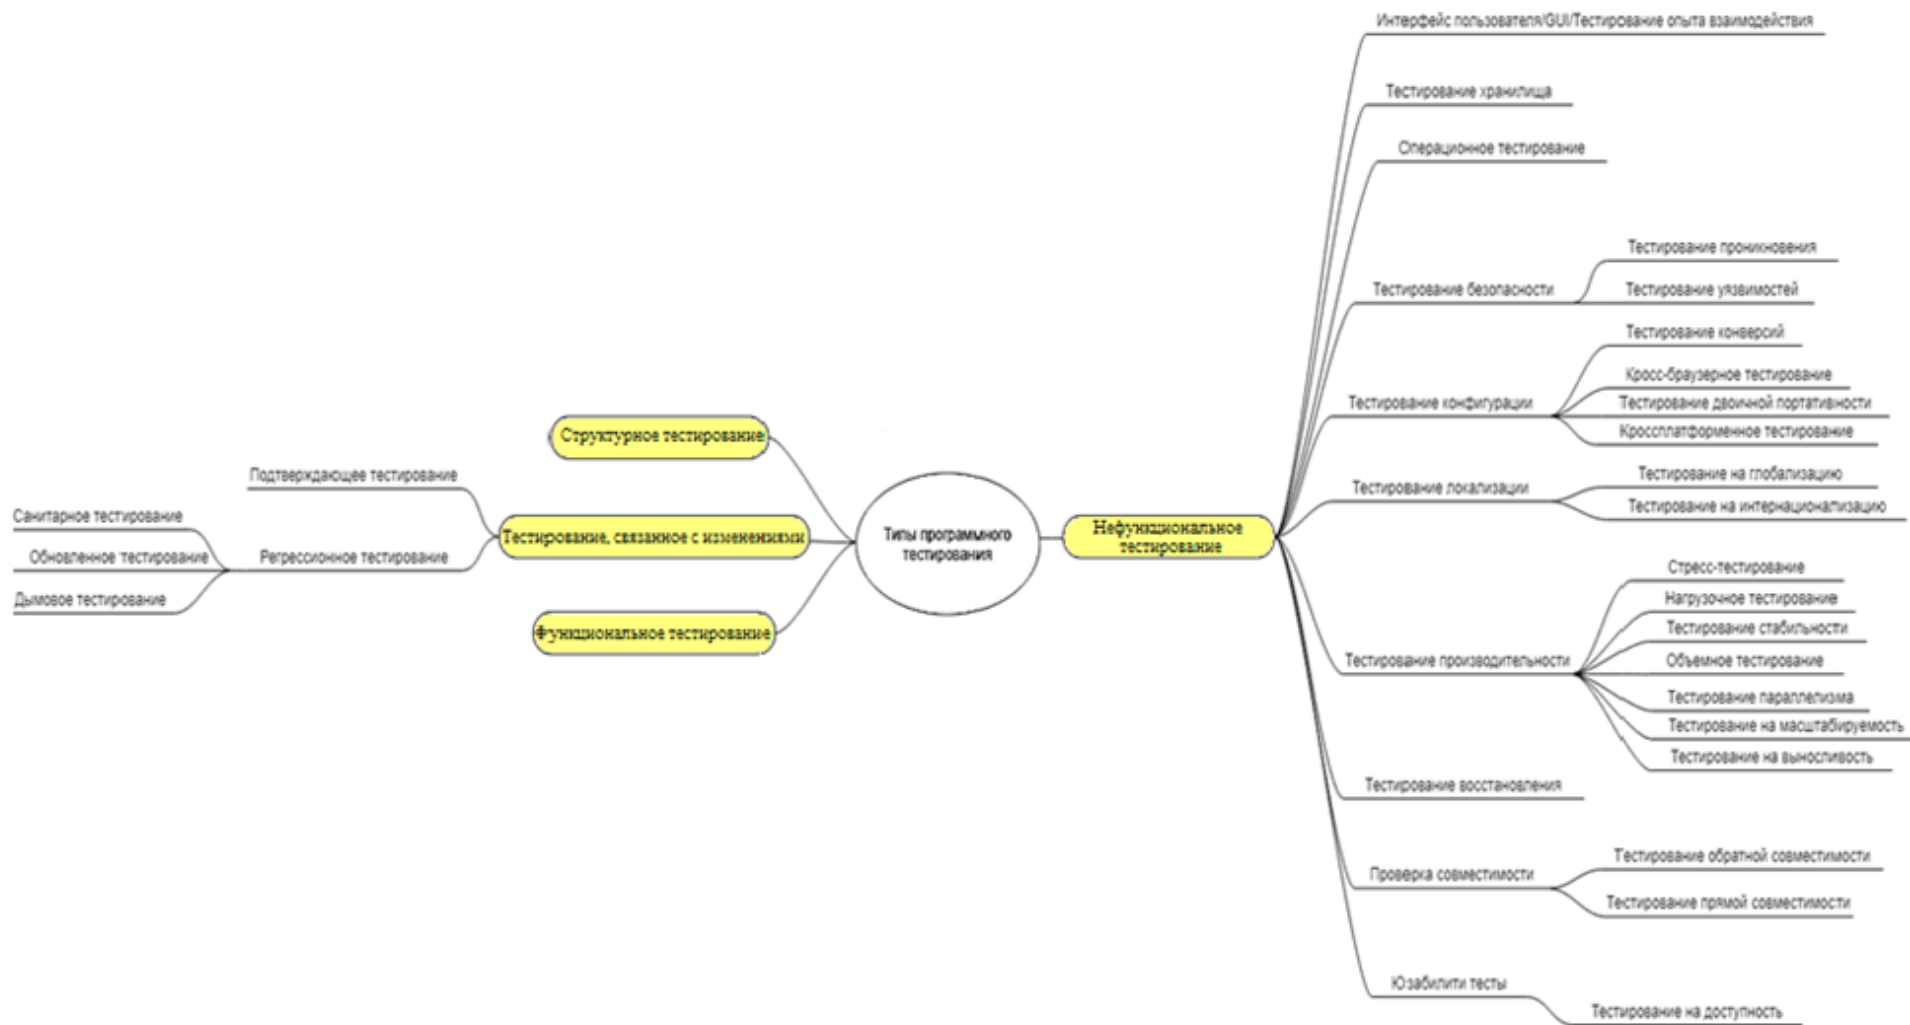 Интерфейс пользователя/GUI/Тестирование опыта взаимодействия
Тестирование хранилища
Операционное тестирование
Тестирование безопасности
Тестирование проникновения
Тестирование уязвимостей
Тестирование конфигурации
Тестирование конверсий
Кросс-браузерное тестирование
Тестирование двоичной портативности
Кроссплатформенное тестирование
Тестирование локализации
Тестирование на глобализацию
Тестирование на интернационализацию
Тестирование производительности
Стресс-тестирование
Нагрузочное тестирование
Тестирование стабильности
Объемное тестирование
Тестирование параллелизма
Тестирование на масштабируемость
Тестирование на выносливость
Тестирование восстановления
Проверка совместимости
Тестирование обратной совместимости
Тестирование прямой совместимости
Юзабилити тесты
Тестирование на доступность
Нефункциональное
тестирование
Типы программного
тестирования
Структурное тестирование
Тестирование, связанное с изменениями
Функциональное тестирование
Подтверждающее тестирование
Регрессионное тестирование
Санитарное тестирование
Обновленное тестирование
Дымовое тестирование